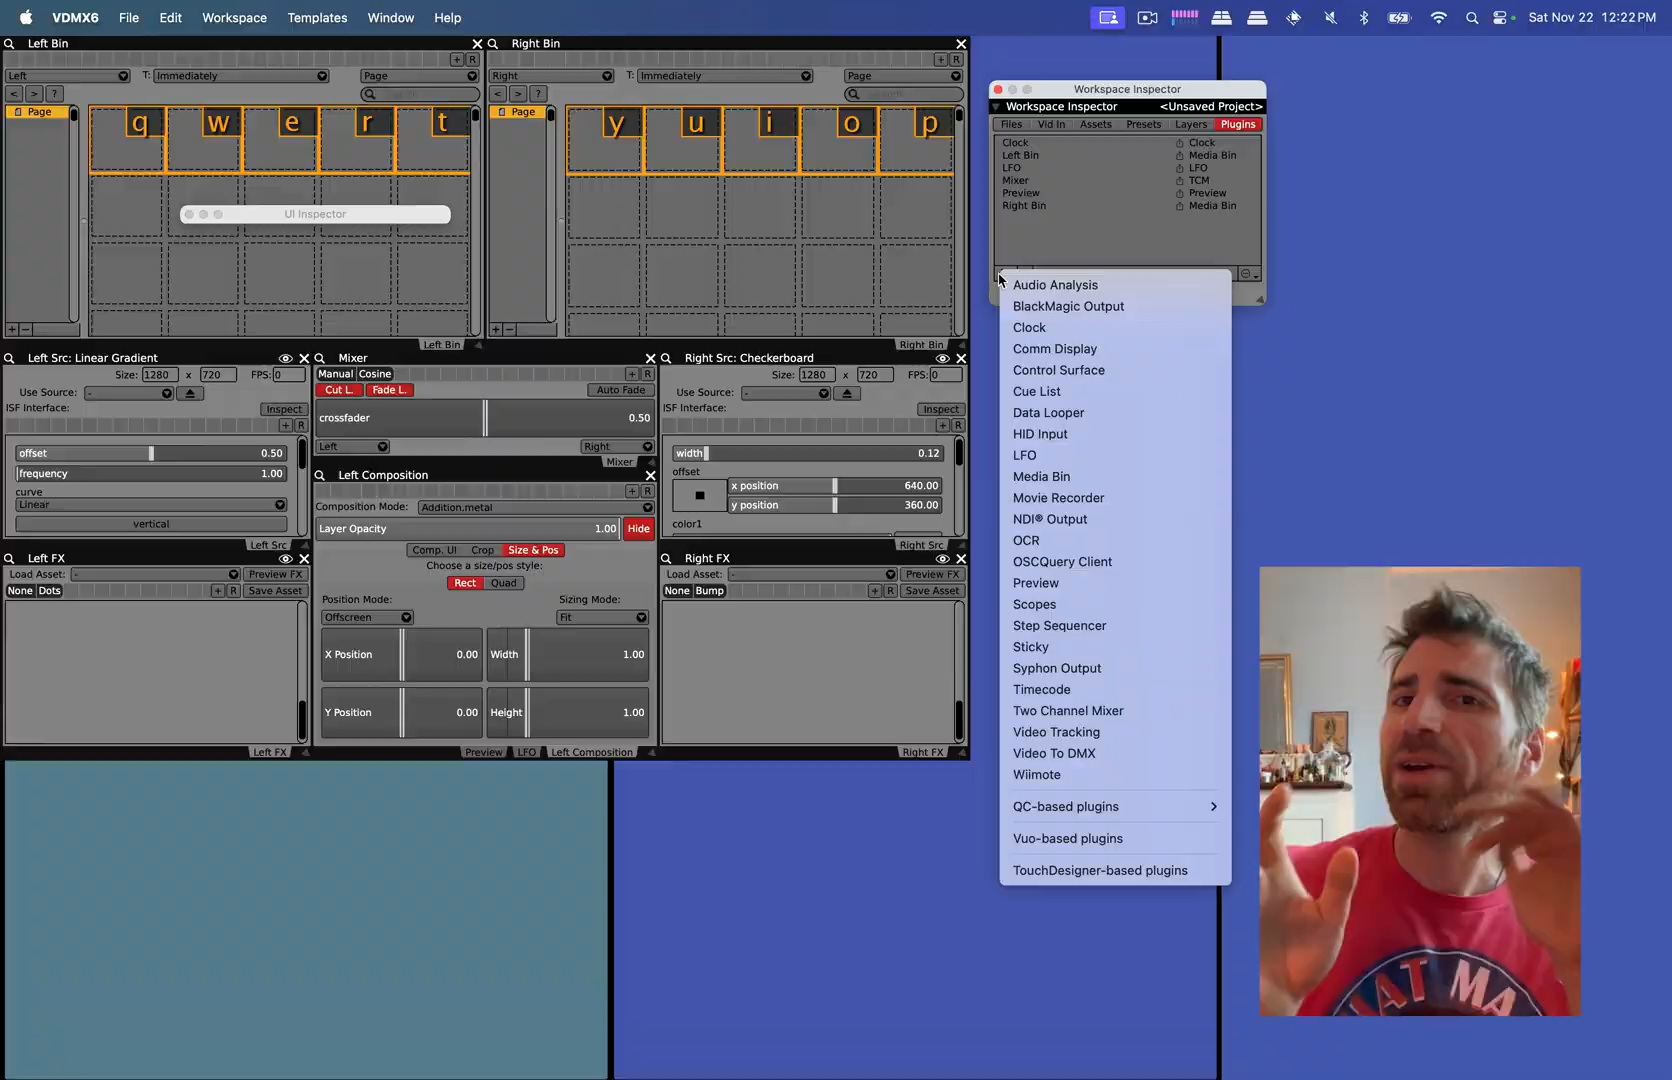 VDMX6 File Edit Workspace Templates Window Help
Sat Nov 22 12:22 PM
Left Bin
+ R
Left T: Immediately Page
< > ?
Page
q w e r t
UI Inspector
+ −
Left Bin
Right Bin
+ R
Right T: Immediately Page
< > ?
Page
y u i o p
+ −
Right Bin
Workspace Inspector
Workspace Inspector <Unsaved Project>
Files Vid In Assets Presets Layers Plugins
Clock Clock
Left Bin Media Bin
LFO LFO
Mixer TCM
Preview Preview
Right Bin Media Bin
Audio Analysis
BlackMagic Output
Clock
Comm Display
Control Surface
Cue List
Data Looper
HID Input
LFO
Media Bin
Movie Recorder
NDI® Output
OCR
OSCQuery Client
Preview
Scopes
Step Sequencer
Sticky
Syphon Output
Timecode
Two Channel Mixer
Video Tracking
Video To DMX
Wiimote
QC-based plugins
Vuo-based plugins
TouchDesigner-based plugins
Left Src: Linear Gradient
Size: 1280 x 720 FPS: 0
Use Source: -
ISF Interface: Inspect
+ R
offset 0.50
frequency 1.00
curve
Linear
vertical
Left Src
Mixer
Manual Cosine + R
Cut L. Fade L. Auto Fade
crossfader 0.50
Left Right
Mixer
Left Composition
+ R
Composition Mode: Addition.metal
Layer Opacity 1.00 Hide
Comp. UI Crop Size & Pos
Choose a size/pos style:
Rect Quad
Position Mode: Sizing Mode:
Offscreen Fit
X Position 0.00 Width 1.00
Y Position 0.00 Height 1.00
Preview LFO Left Composition
Right Src: Checkerboard
Size: 1280 x 720 FPS: 0
Use Source: -
ISF Interface: Inspect
+ R
width 0.12
offset
x position 640.00
y position 360.00
color1
Right Src
Left FX
Load Asset: - Preview FX
None Dots + R Save Asset
Left FX
Right FX
Load Asset: - Preview FX
None Bump + R Save Asset
Right FX